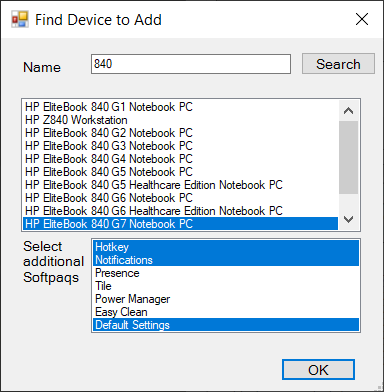 Find Device to Add
Name
840
Search
HP EliteBook 840 G1 Notebook PC
HP Z840 Workstation
HP EliteBook 840 G2 Notebook PC
HP EliteBook 840 G3 Notebook PC
HP EliteBook 840 G4 Notebook PC
HP EliteBook 840 G5 Notebook PC
HP EliteBook 840 G5 Healthcare Edition Notebook PC
HP EliteBook 840 G6 Notebook PC
HP EliteBook 840 G6 Healthcare Edition Notebook PC
HP EliteBook 840 G7 Notebook PC
Select
additional
Softpaqs
Hotkey
Notifications
Presence
Tile
Power Manager
Easy Clean
Default Settings
OK